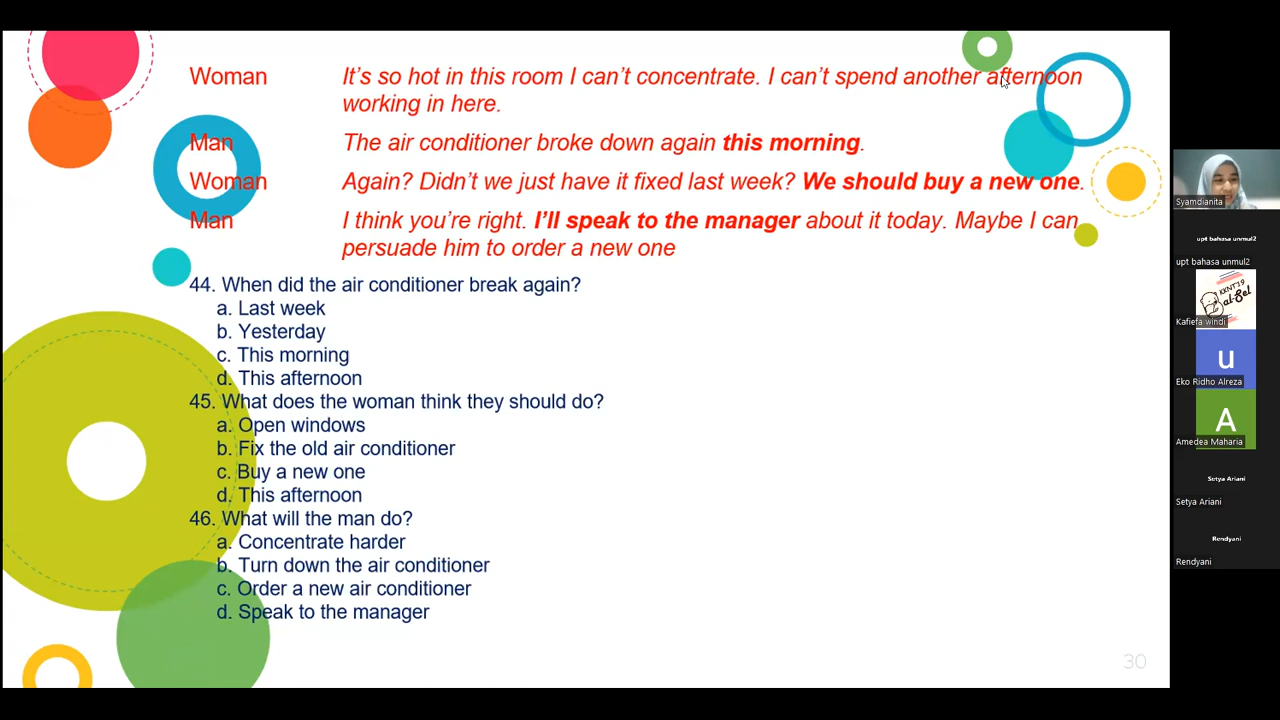 Woman It's so hot in this room I can't concentrate. I can't spend another afternoon
working in here.
Man The air conditioner broke down again this morning.
Woman Again? Didn't we just have it fixed last week? We should buy a new one.
Man I think you're right. I'll speak to the manager about it today. Maybe I can
persuade him to order a new one
44. When did the air conditioner break again?
a. Last week
b. Yesterday
c. This morning
d. This afternoon
45. What does the woman think they should do?
a. Open windows
b. Fix the old air conditioner
c. Buy a new one
d. This afternoon
46. What will the man do?
a. Concentrate harder
b. Turn down the air conditioner
c. Order a new air conditioner
d. Speak to the manager
30
Syamdianita
upt bahasa unmul2
upt bahasa unmul2
KKNT19
al-Gel
Kafiefa windi
u
Eko Ridho Alreza
A
Amedea Maharia
Setya Ariani
Setya Ariani
Rendyani
Rendyani